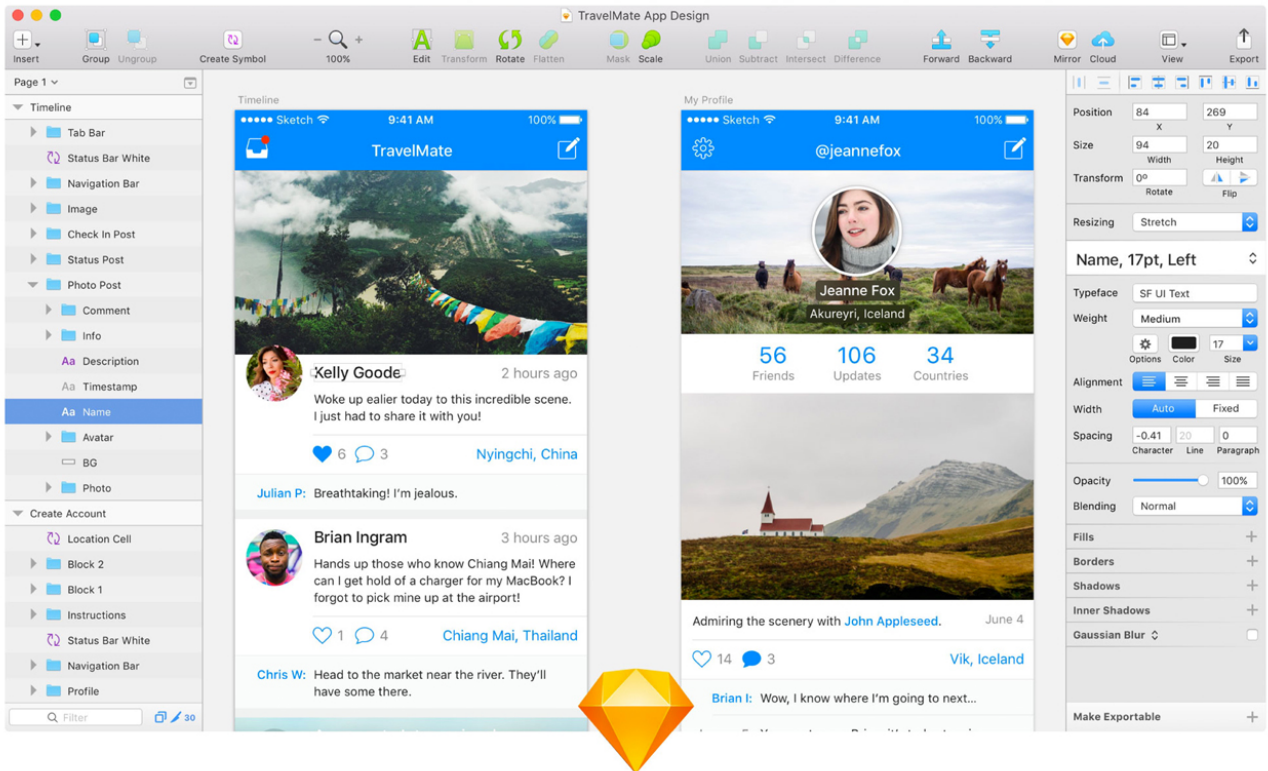 TravelMate App Design
Insert
Group
Ungroup
Create Symbol
100%
Edit
Transform
Rotate
Flatten
Mask
Scale
Union
Subtract
Intersect
Difference
Forward
Backward
Mirror
Cloud
View
Export
Page 1
Timeline
Tab Bar
Status Bar White
Navigation Bar
Image
Check In Post
Status Post
Photo Post
Comment
Info
Aa Description
Aa Timestamp
Aa Name
Avatar
BG
Photo
Create Account
Location Cell
Block 2
Block 1
Instructions
Status Bar White
Navigation Bar
Profile
Filter
30
Timeline
Sketch 9:41 AM 100%
TravelMate
Kelly Goode 2 hours ago
Woke up ealier today to this incredible scene.
I just had to share it with you!
6 3 Nyingchi, China
Julian P: Breathtaking! I'm jealous.
Brian Ingram 3 hours ago
Hands up those who know Chiang Mai! Where
can I get hold of a charger for my MacBook? I
forgot to pick mine up at the airport!
1 4 Chiang Mai, Thailand
Chris W: Head to the market near the river. They'll
have some there.
My Profile
Sketch 9:41 AM 100%
@jeannefox
Jeanne Fox
Akureyri, Iceland
56 106 34
Friends Updates Countries
Admiring the scenery with John Appleseed. June 4
14 3 Vik, Iceland
Brian I: Wow, I know where I'm going to next...
Position 84 269
X Y
Size 94 20
Width Height
Transform 0º
Rotate Flip
Resizing Stretch
Name, 17pt, Left
Typeface SF UI Text
Weight Medium
17
Options Color Size
Alignment
Width Auto Fixed
Spacing -0.41 20 0
Character Line Paragraph
Opacity 100%
Blending Normal
Fills
Borders
Shadows
Inner Shadows
Gaussian Blur
Make Exportable